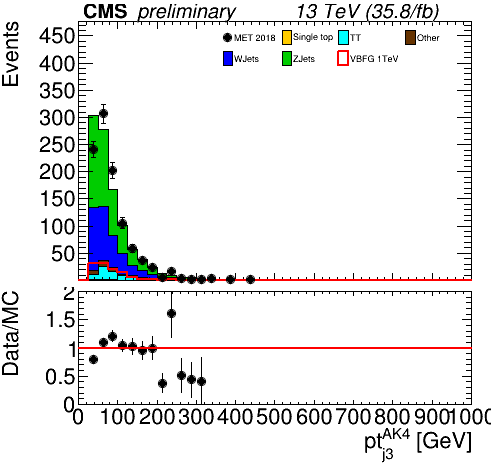 CMS preliminary 13 TeV (35.8/fb)
Events
450
400
350
300
250
200
150
100
50
MET 2018 Single top TT Other
WJets ZJets VBFG 1TeV
Data/MC
2
1.5
1
0.5
0
0 100 200 300 400 500 600 700 800 900 1000
pt_{j3}^{AK4} [GeV]